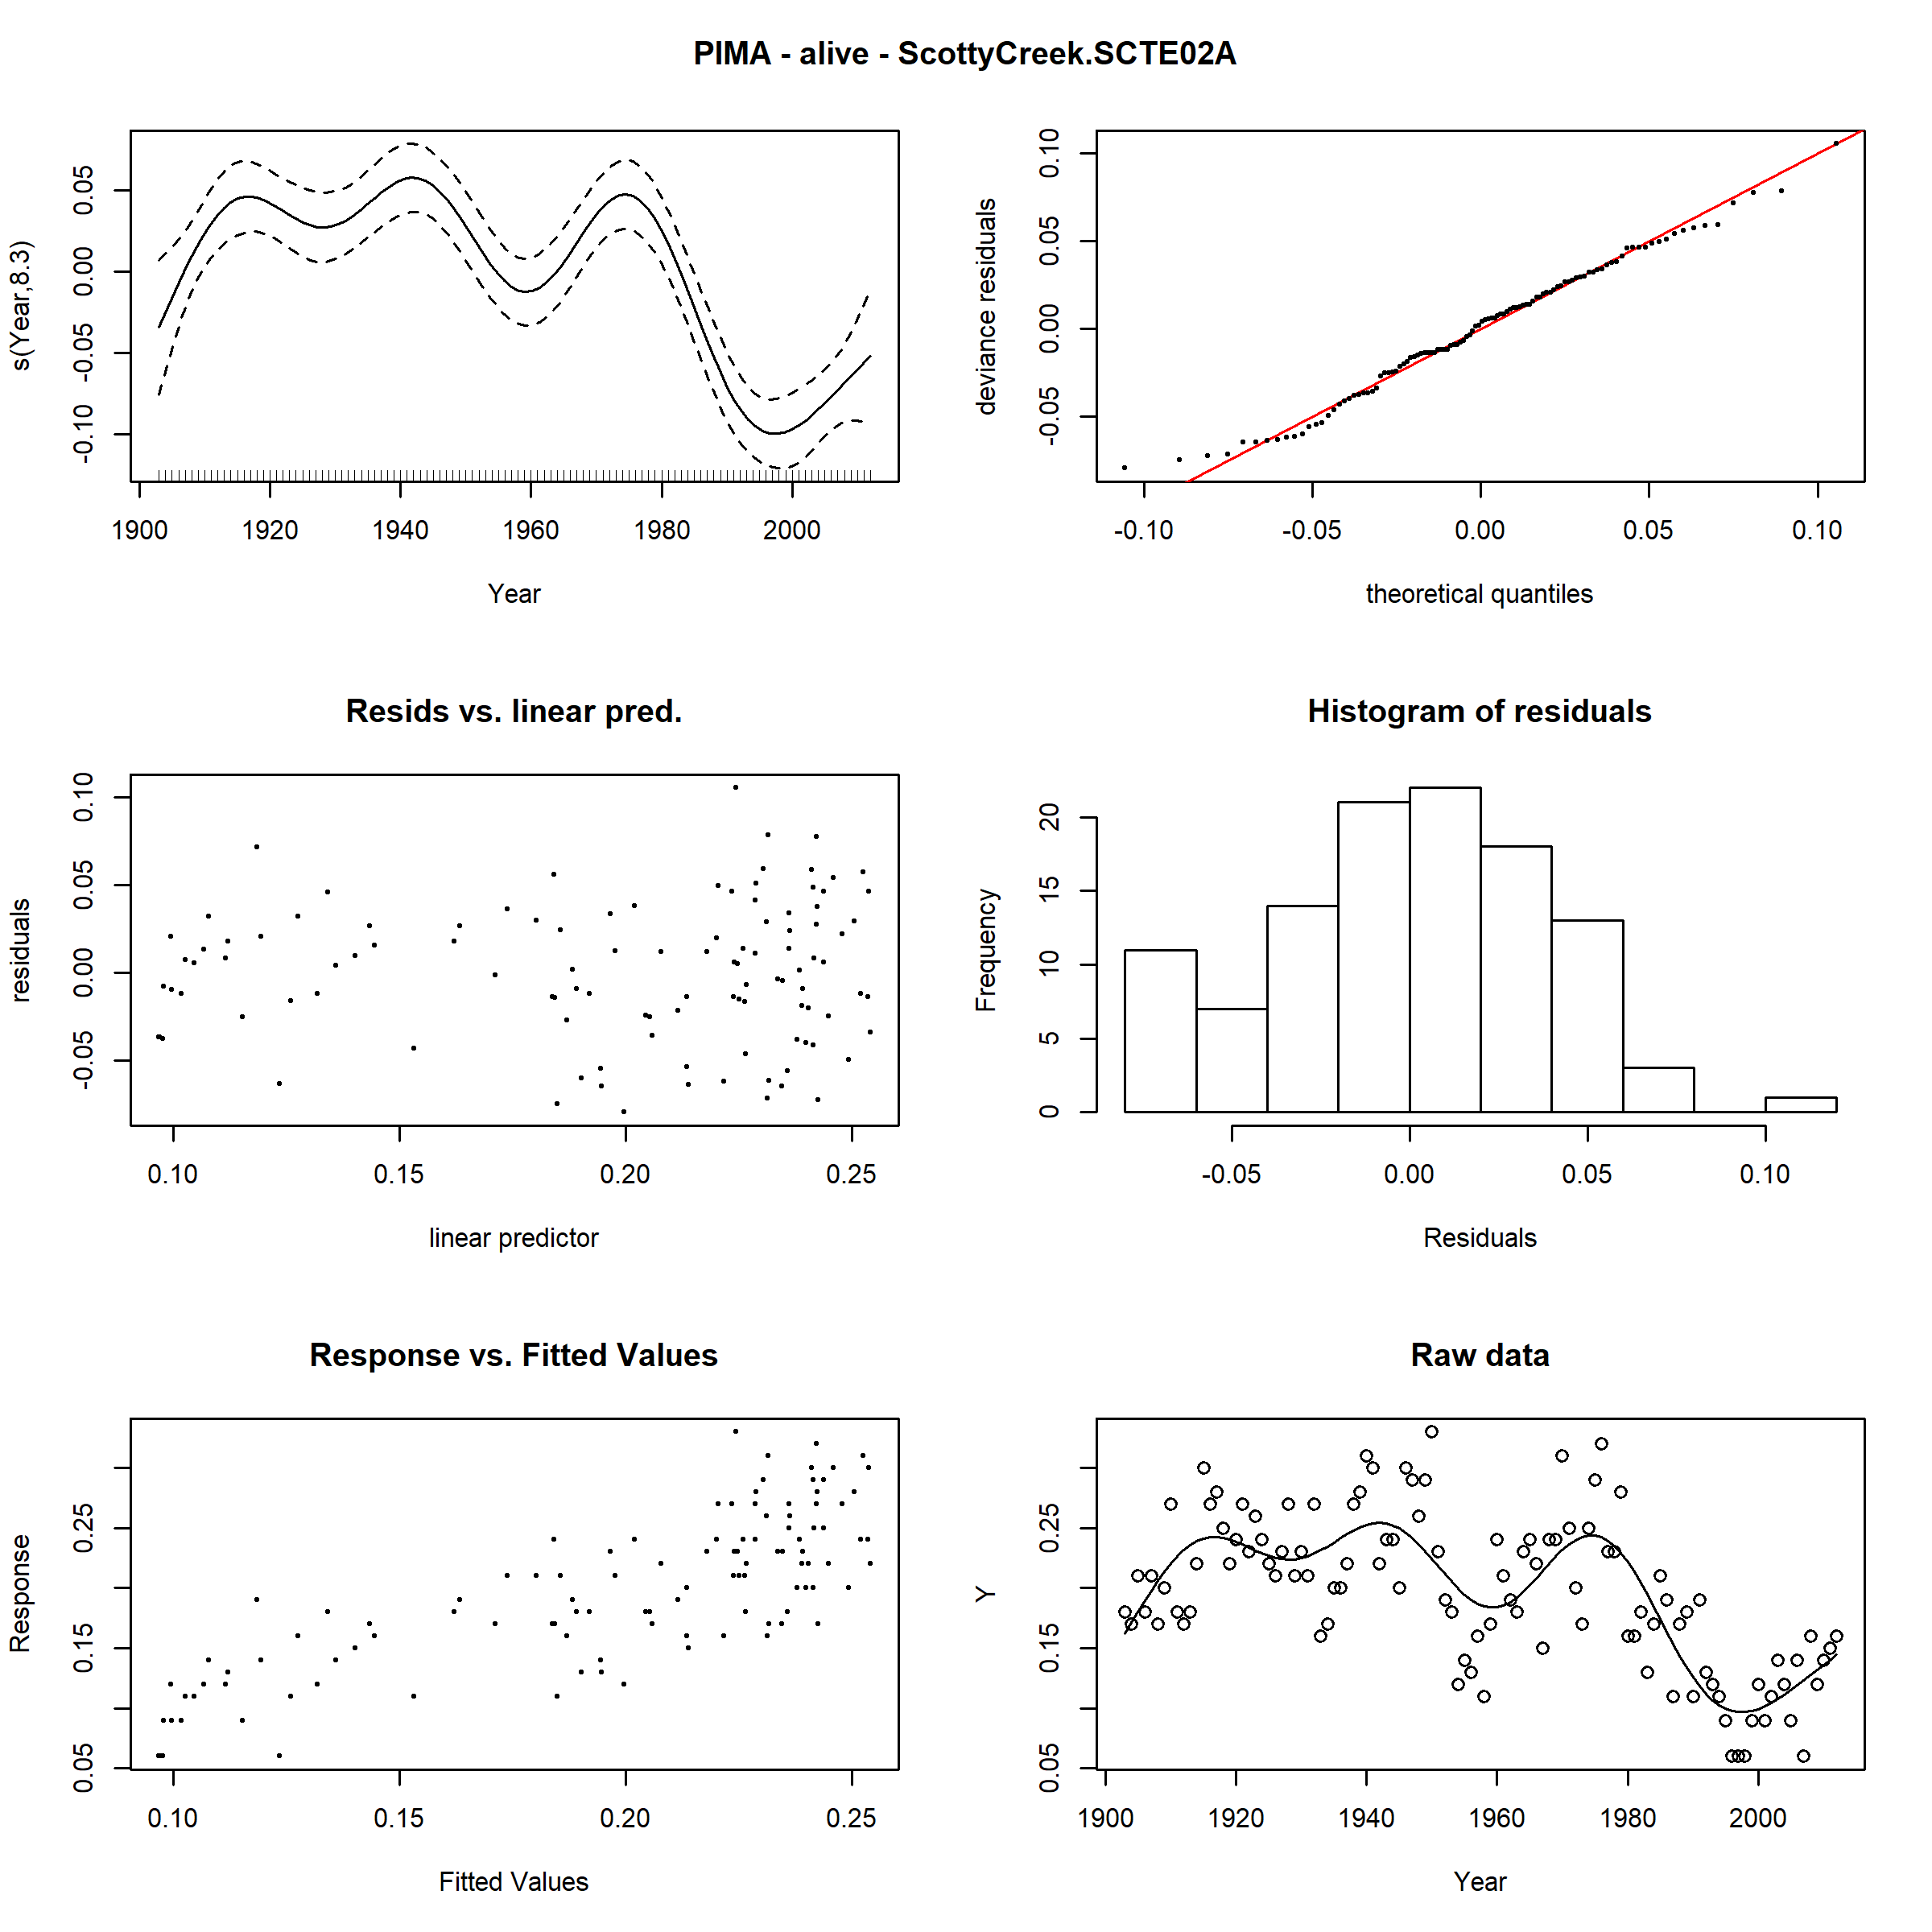 PIMA - alive - ScottyCreek.SCTE02A
s(Year,8.3)
0.05
0.00
-0.05
-0.10
1900 1920 1940 1960 1980 2000
Year
deviance residuals
0.10
0.05
0.00
-0.05
-0.10 -0.05 0.00 0.05 0.10
theoretical quantiles
Resids vs. linear pred.
residuals
0.10
0.05
0.00
-0.05
0.10 0.15 0.20 0.25
linear predictor
Histogram of residuals
Frequency
20
15
10
5
0
-0.05 0.00 0.05 0.10
Residuals
Response vs. Fitted Values
Response
0.25
0.15
0.05
0.10 0.15 0.20 0.25
Fitted Values
Raw data
Y
0.25
0.15
0.05
1900 1920 1940 1960 1980 2000
Year